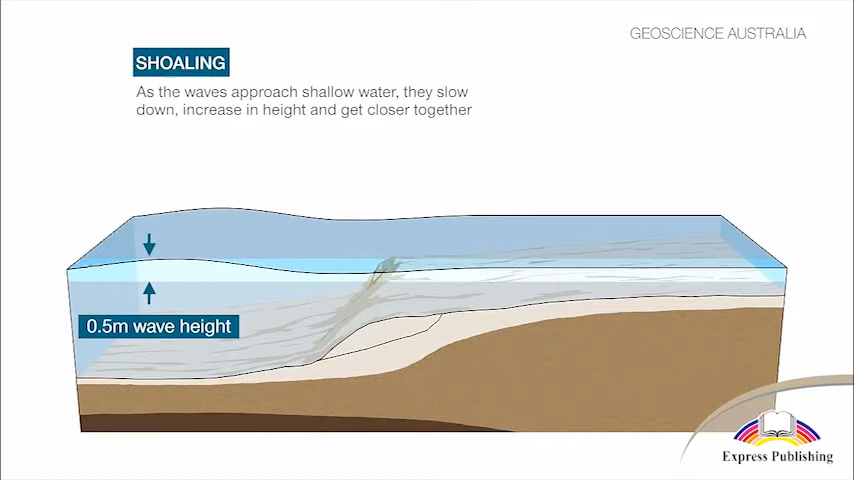 GEOSCIENCE AUSTRALIA
SHOALING
As the waves approach shallow water, they slow
down, increase in height and get closer together
0.5m wave height
Express Publishing